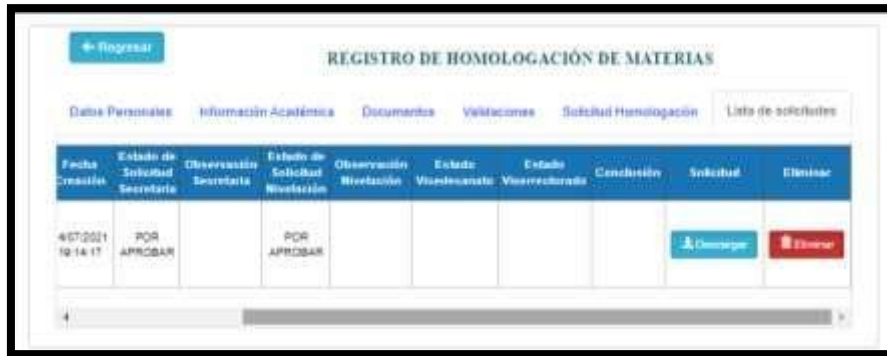 Regresar
REGISTRO DE HOMOLOGACIÓN DE MATERIAS
Datos Personales Información Académica Documentos Validaciones Solicitud Homologación Lista de solicitudes
Fecha Creación Estado de Solicitud Secretaría Observación Secretaría Estado de Solicitud Nivelación Observación Nivelación Estado Vicedecanato Estado Vicerrectorado Conclusión Solicitud Eliminar
4/07/2021 19:14:17 POR APROBAR POR APROBAR Descargar Eliminar